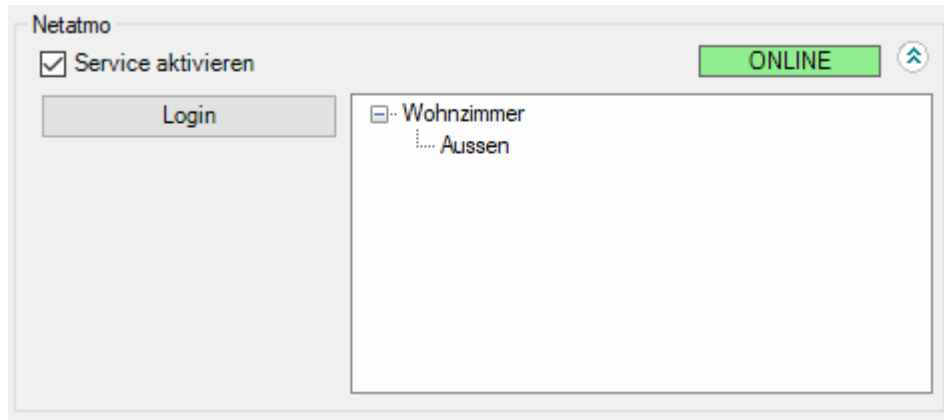 Netatmo
Service aktivieren
ONLINE
Login
Wohnzimmer
Aussen